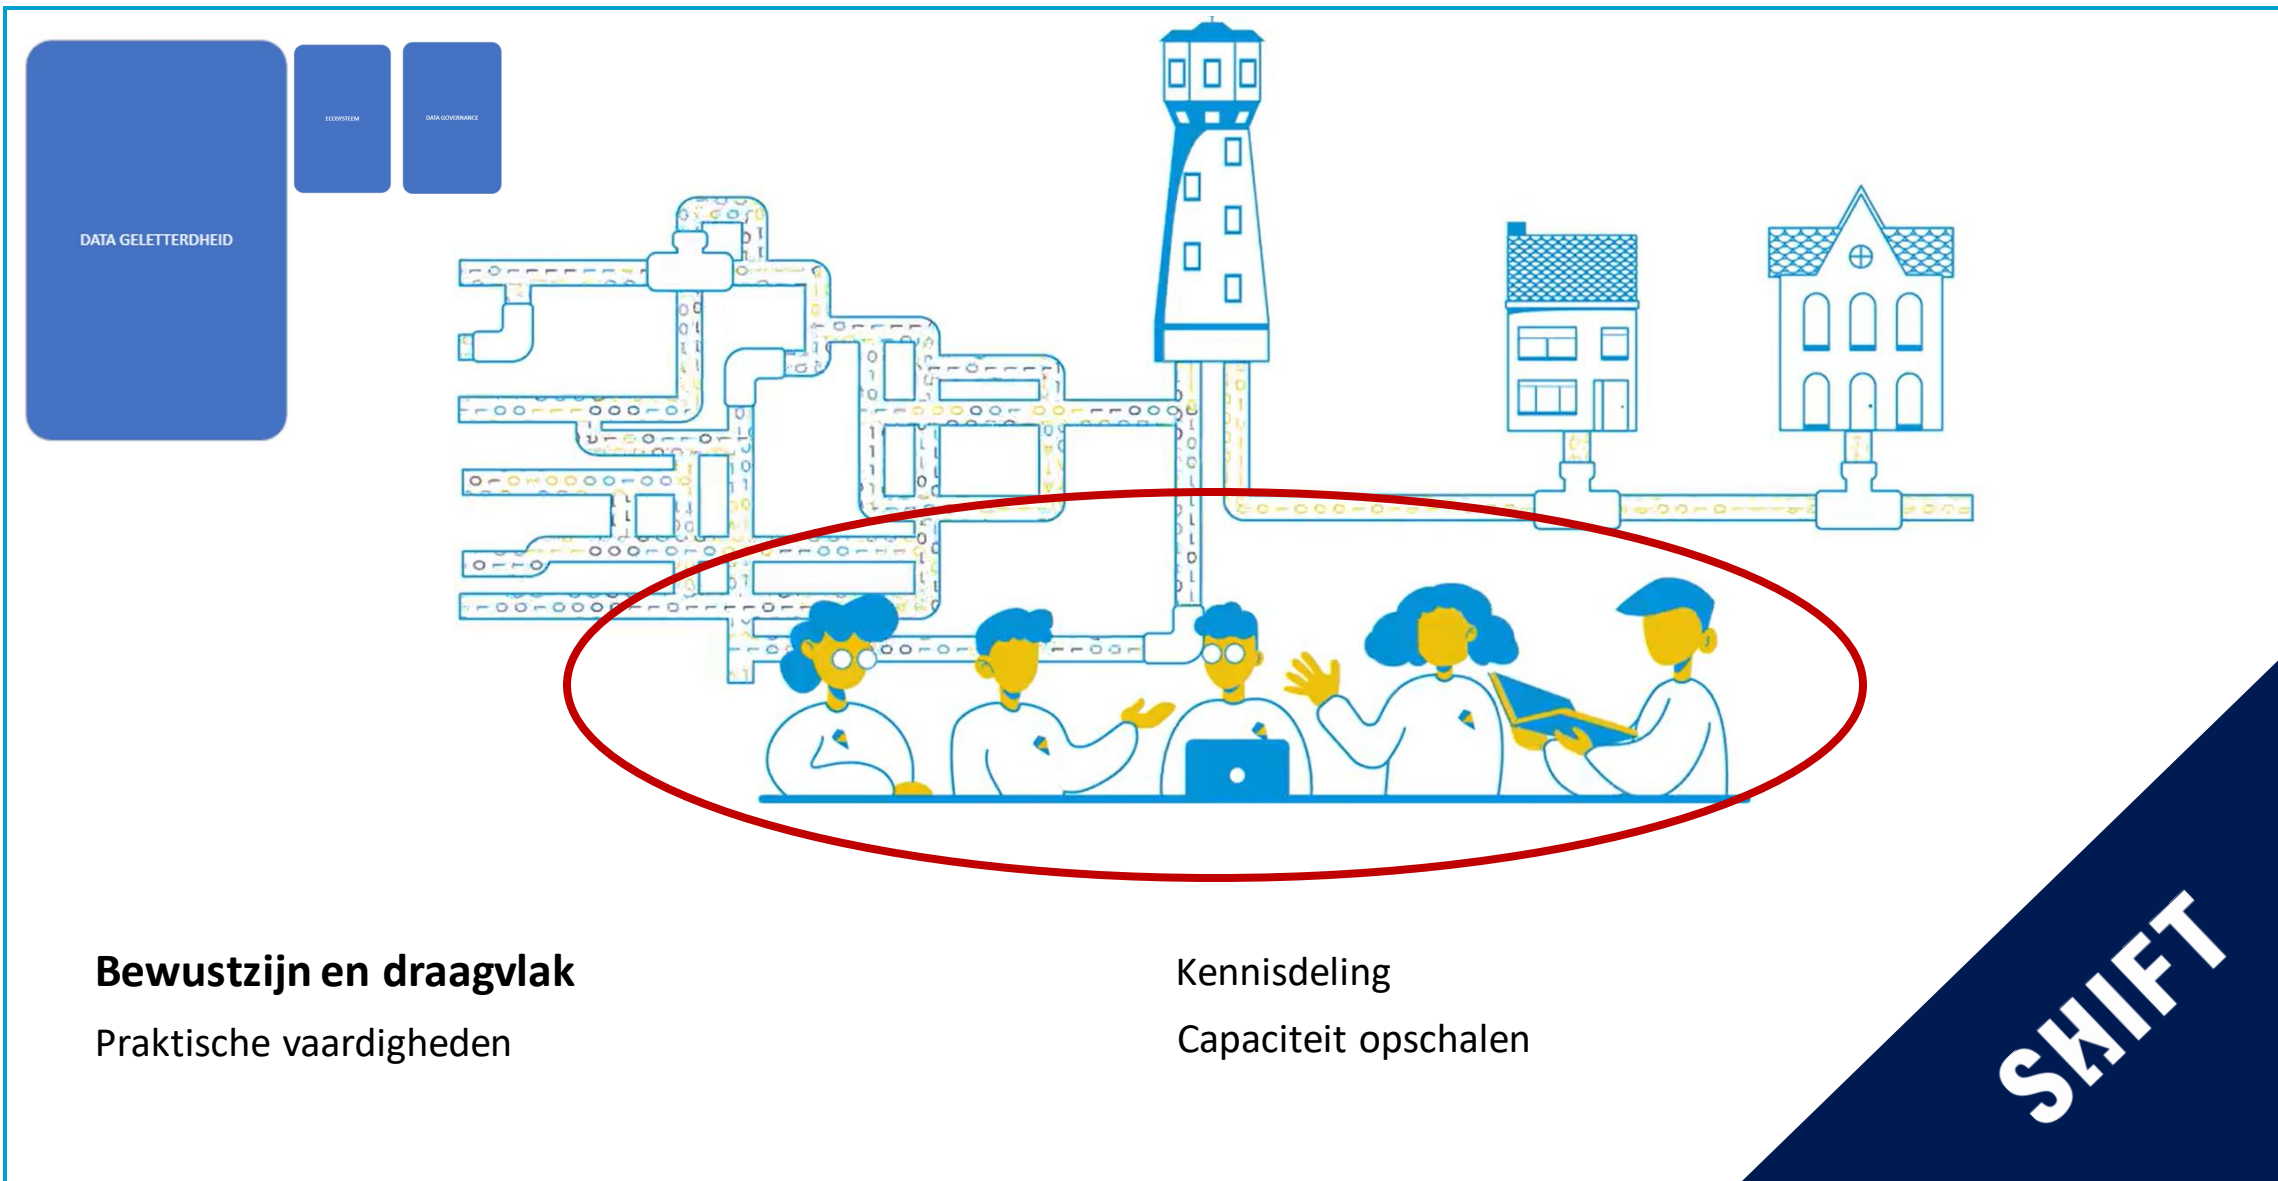 DATA GELETTERDHEID
ECOSYSTEEM
DATA GOVERNANCE
Bewustzijn en draagvlak
Praktische vaardigheden
Kennisdeling
Capaciteit opschalen
SHIFT